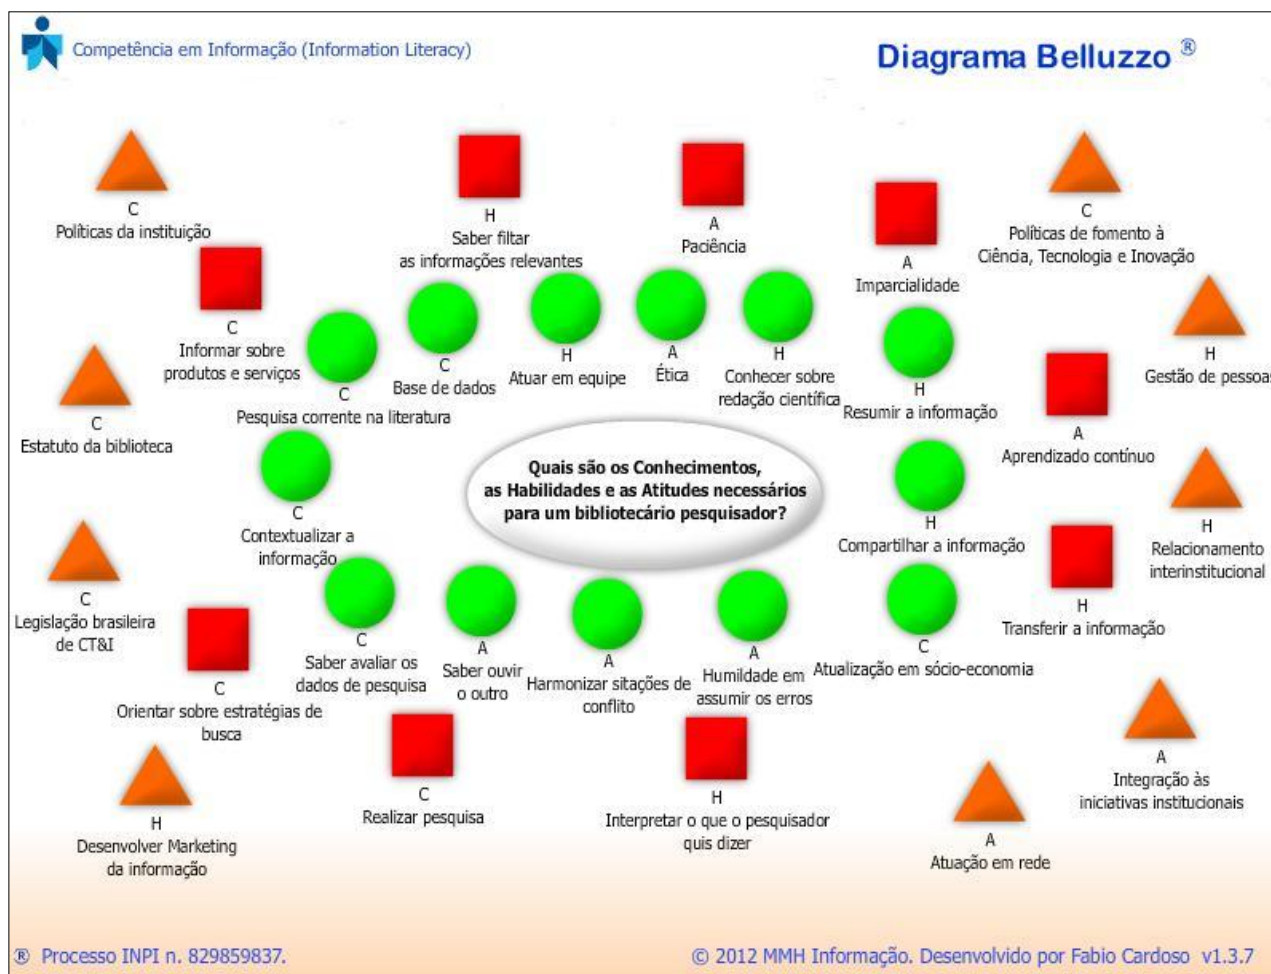 Competência em Informação (Information Literacy)
Diagrama Belluzzo ®
C
Políticas da instituição
H
Saber filtar
as informações relevantes
A
Paciência
A
Imparcialidade
C
Políticas de fomento à
Ciência, Tecnologia e Inovação
C
Informar sobre
produtos e serviços
C
Pesquisa corrente na literatura
C
Base de dados
H
Atuar em equipe
A
Ética
H
Conhecer sobre
redação científica
H
Resumir a informação
H
Gestão de pessoas
C
Estatuto da biblioteca
A
Aprendizado contínuo
Quais são os Conhecimentos,
as Habilidades e as Atitudes necessários
para um bibliotecário pesquisador?
C
Contextualizar a
informação
H
Compartilhar a informação
H
Relacionamento
interinstitucional
C
Legislação brasileira
de CT&I
H
Transferir a informação
C
Saber avaliar os
dados de pesquisa
A
Saber ouvir
o outro
A
Harmonizar sitações de
conflito
A
Humildade em
assumir os erros
C
Atualização em sócio-economia
C
Orientar sobre estratégias de
busca
C
Realizar pesquisa
H
Interpretar o que o pesquisador
quis dizer
A
Integração às
iniciativas institucionais
H
Desenvolver Marketing
da informação
A
Atuação em rede
® Processo INPI n. 829859837.
© 2012 MMH Informação. Desenvolvido por Fabio Cardoso v1.3.7